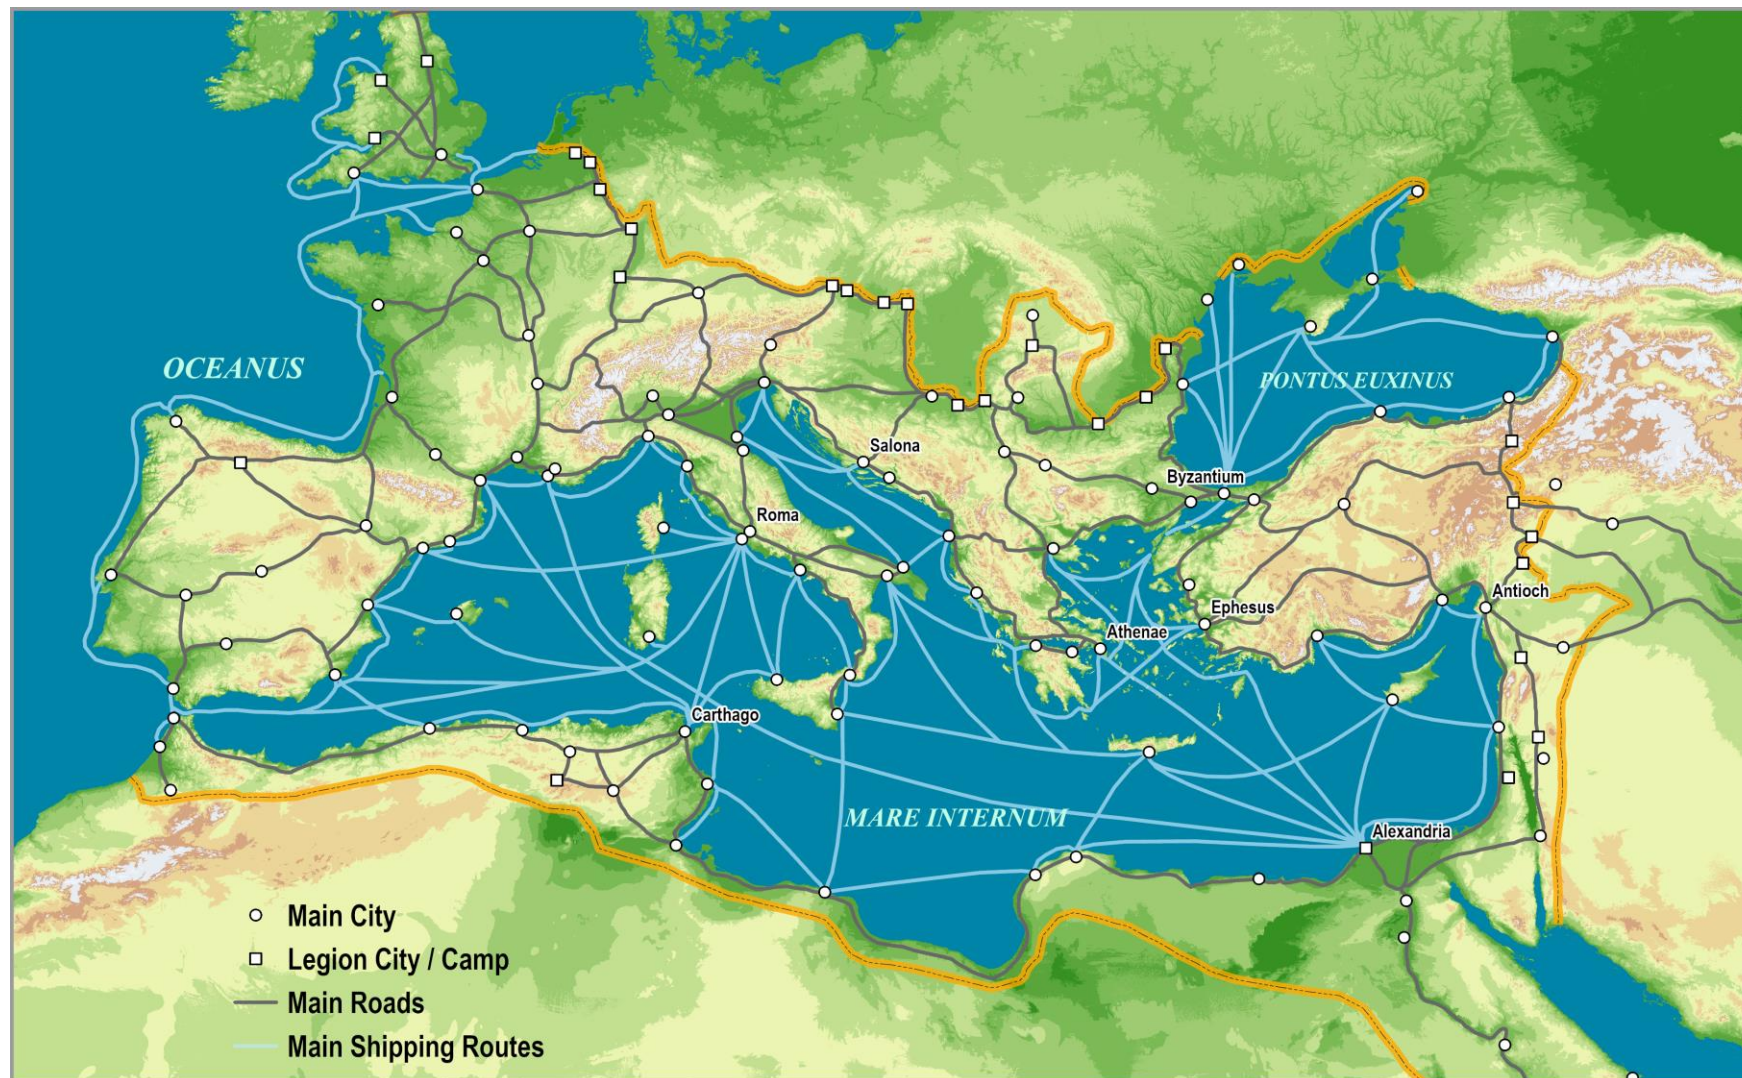 OCEANUS
PONTUS EUXINUS
Salona
Byzantium
Roma
Antioch
Ephesus
Athenae
Carthago
MARE INTERNUM
Alexandria
Main City
Legion City / Camp
Main Roads
Main Shipping Routes